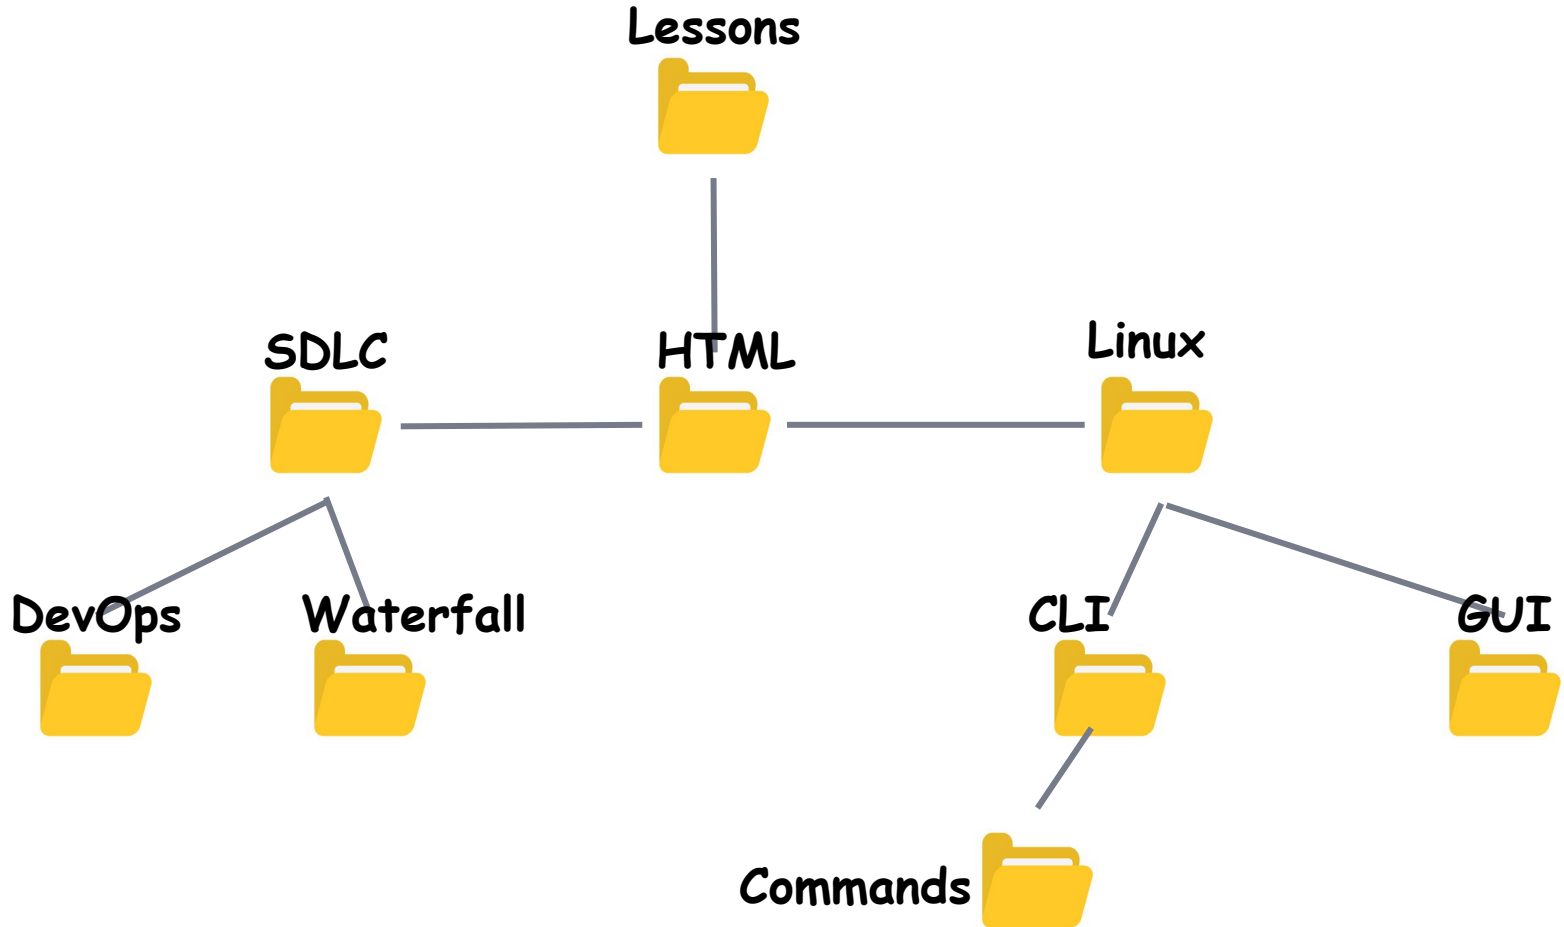 Lessons
SDLC
HTML
Linux
DevOps
Waterfall
CLI
GUI
Commands